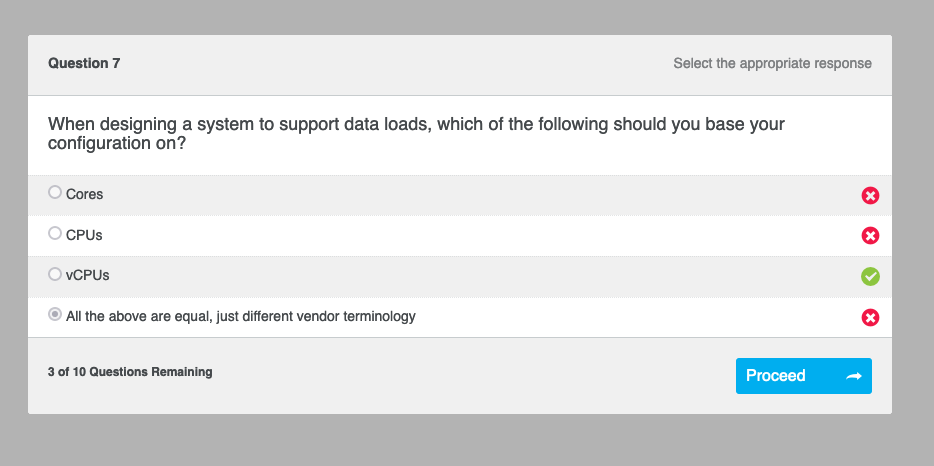 Question 7
Select the appropriate response
When designing a system to support data loads, which of the following should you base your
configuration on?
Cores
CPUs
vCPUs
All the above are equal, just different vendor terminology
3 of 10 Questions Remaining
Proceed